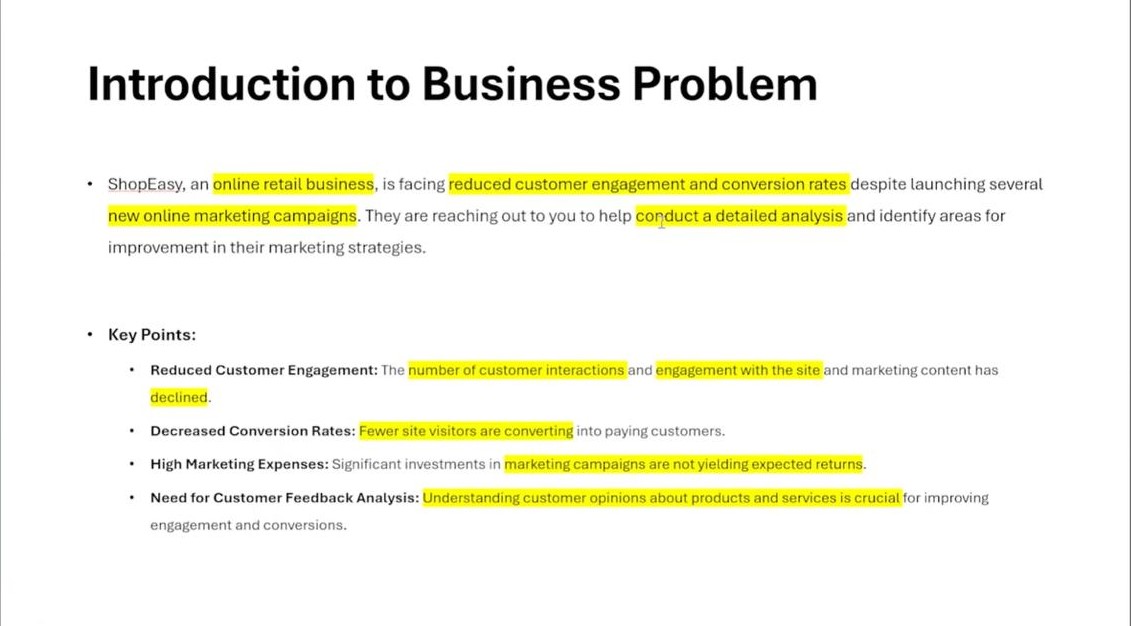 Introduction to Business Problem
• ShopEasy, an online retail business, is facing reduced customer engagement and conversion rates despite launching several
new online marketing campaigns. They are reaching out to you to help conduct a detailed analysis and identify areas for
improvement in their marketing strategies.
• Key Points:
• Reduced Customer Engagement: The number of customer interactions and engagement with the site and marketing content has
declined.
• Decreased Conversion Rates: Fewer site visitors are converting into paying customers.
• High Marketing Expenses: Significant investments in marketing campaigns are not yielding expected returns.
• Need for Customer Feedback Analysis: Understanding customer opinions about products and services is crucial for improving
engagement and conversions.